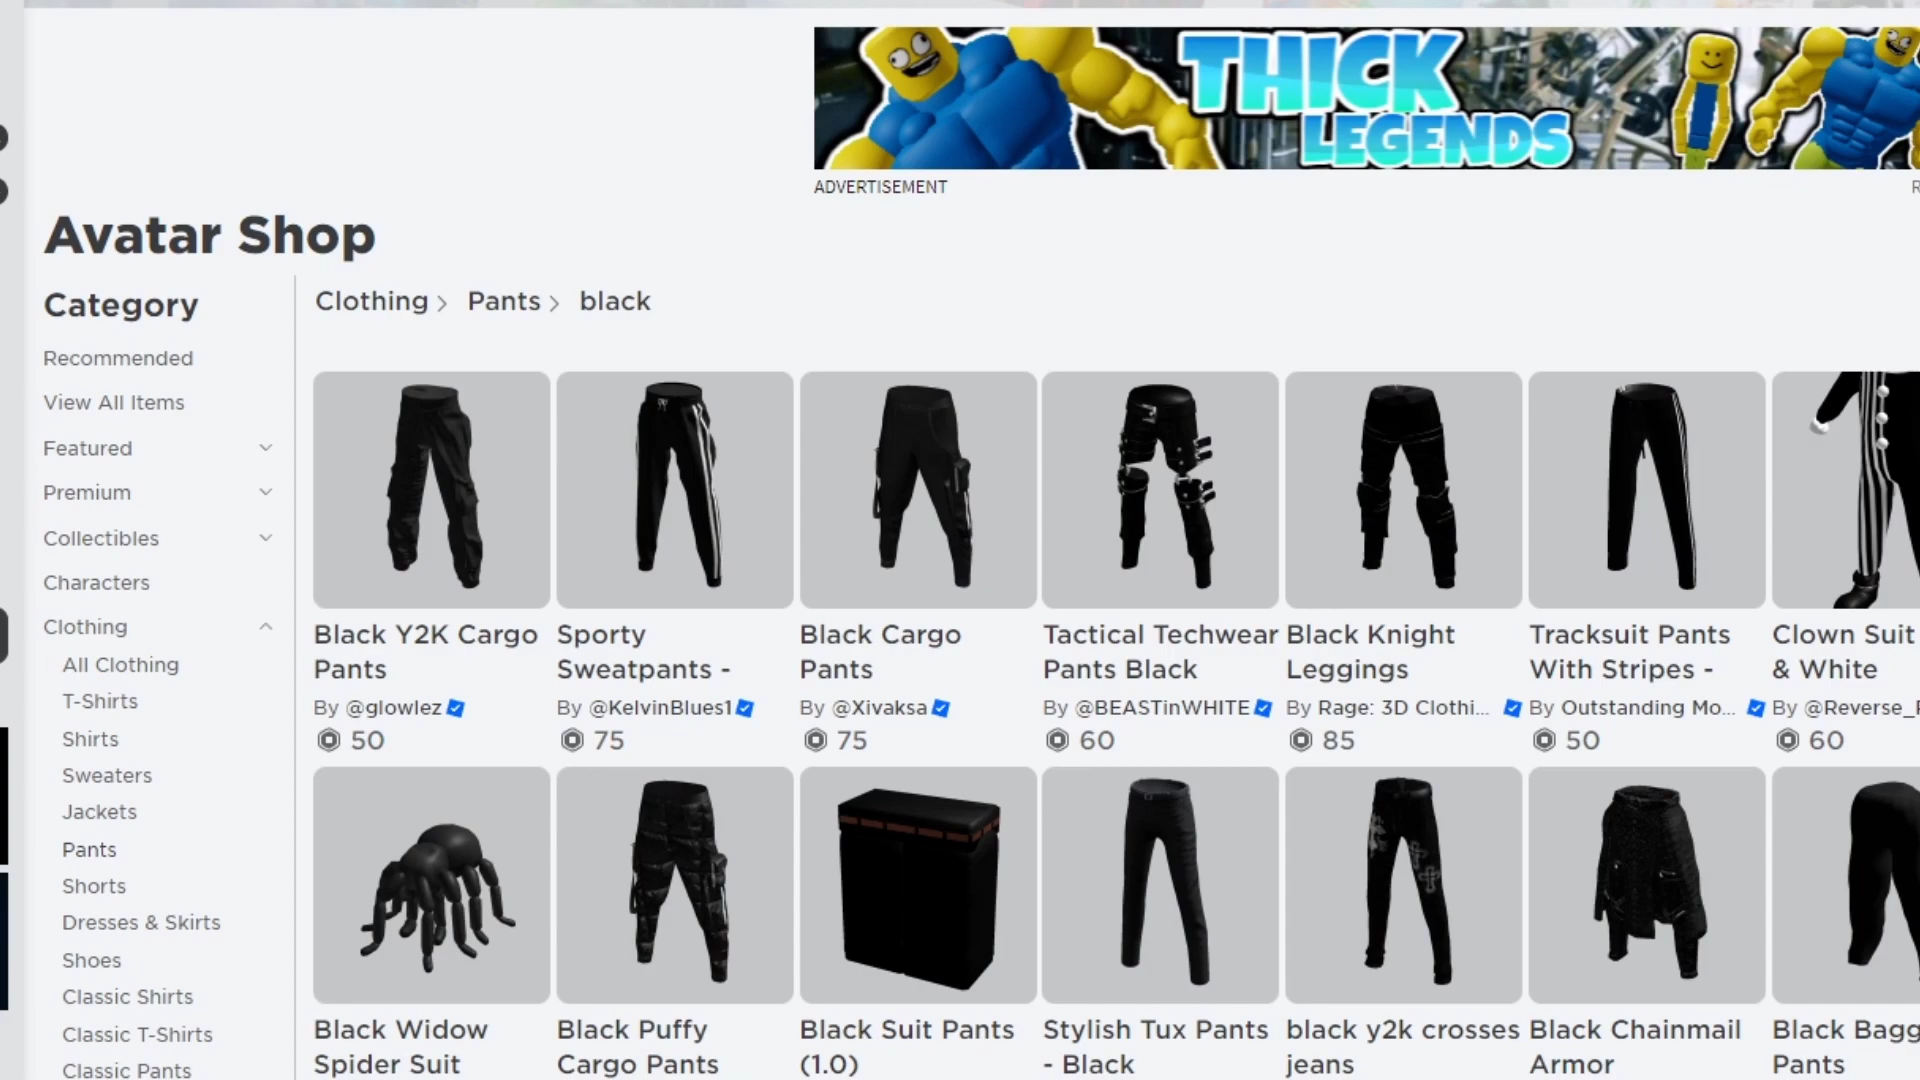 THICK
LEGENDS
ADVERTISEMENT
R
Avatar Shop
Category
Recommended
View All Items
Featured
Premium
Collectibles
Characters
Clothing
All Clothing
T-Shirts
Shirts
Sweaters
Jackets
Pants
Shorts
Dresses & Skirts
Shoes
Classic Shirts
Classic T-Shirts
Classic Pants
Clothing > Pants > black
Black Y2K Cargo
Pants
By @glowlez
50
Sporty
Sweatpants -
By @KelvinBlues1
75
Black Cargo
Pants
By @Xivaksa
75
Tactical Techwear
Pants Black
By @BEASTinWHITE
60
Black Knight
Leggings
By Rage: 3D Clothi...
85
Tracksuit Pants
With Stripes -
By Outstanding Mo...
50
Clown Suit
& White
By @Reverse_
60
Black Widow
Spider Suit
Black Puffy
Cargo Pants
Black Suit Pants
(1.0)
Stylish Tux Pants
- Black
black y2k crosses
jeans
Black Chainmail
Armor
Black Bagg
Pants